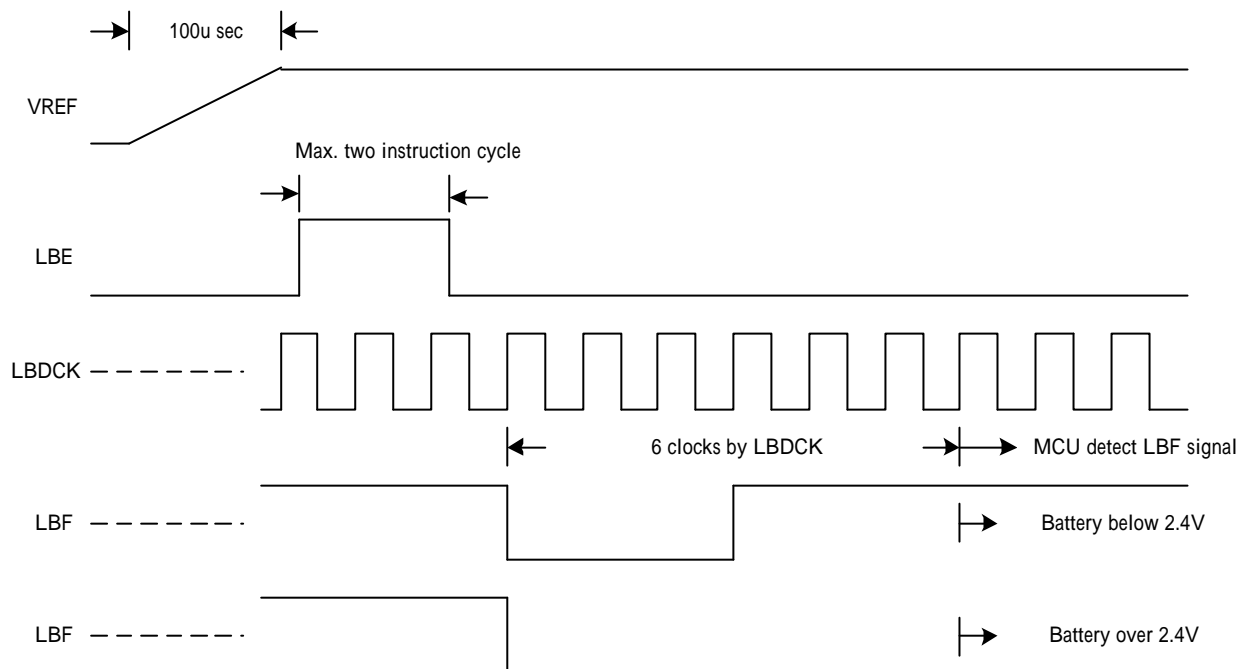 100u sec
VREF
Max. two instruction cycle
LBE
LBDCK
6 clocks by LBDCK
MCU detect LBF signal
LBF
Battery below 2.4V
LBF
Battery over 2.4V